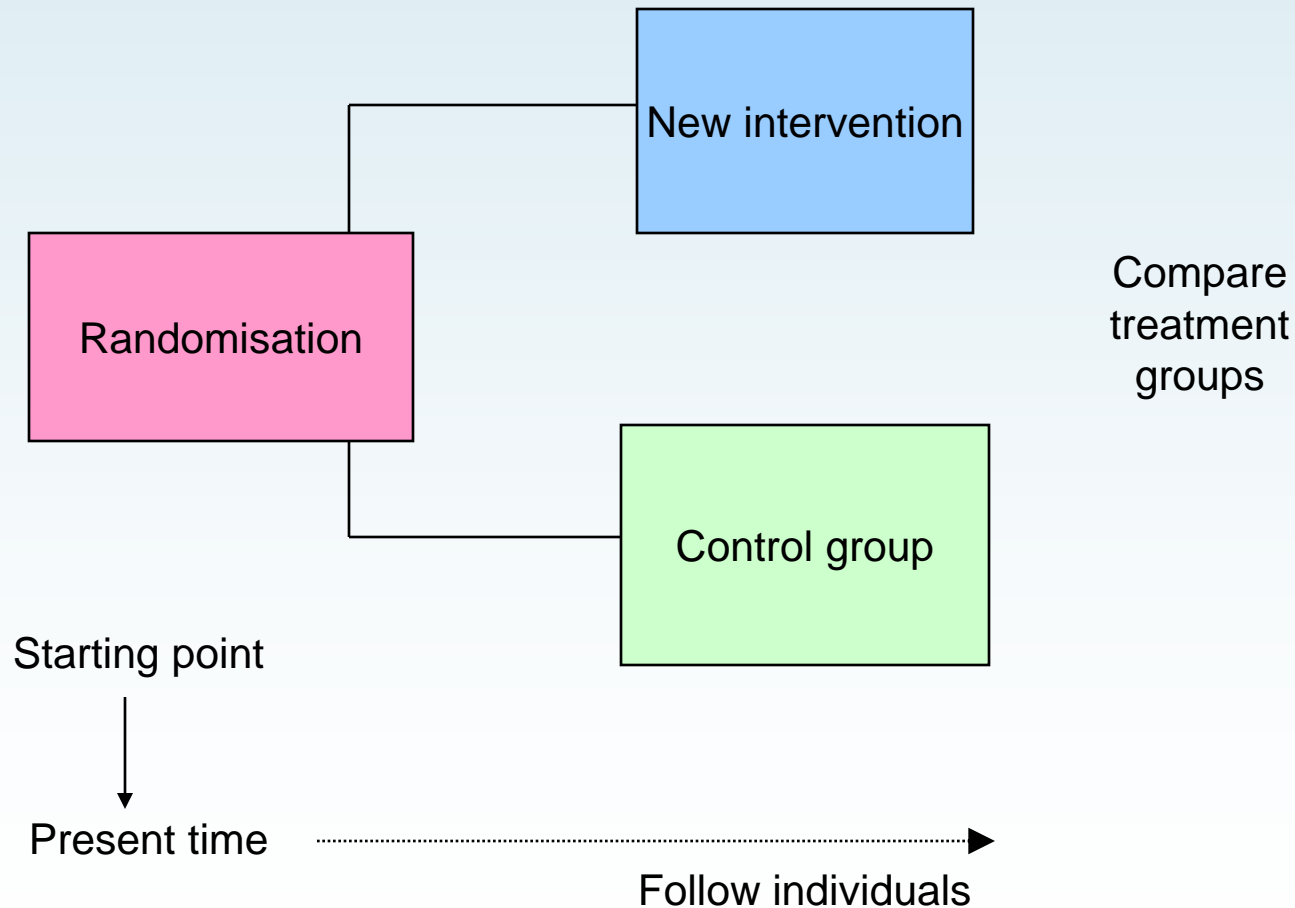 New intervention
Randomisation
Compare
treatment
groups
Control group
Starting point
Present time
Follow individuals